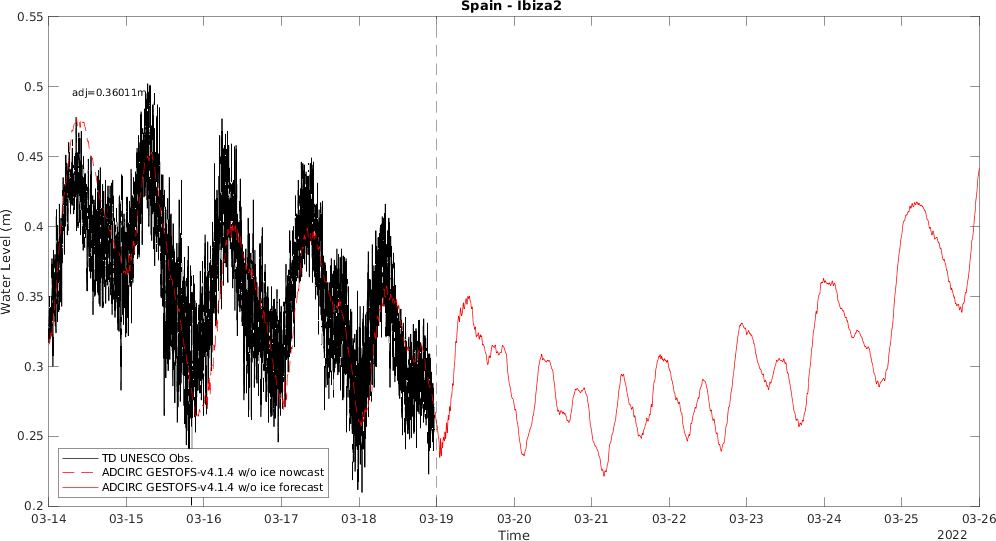 Spain - Ibiza2
0.55
0.5
0.45
0.4
0.35
0.3
0.25
0.2
Water Level (m)
adj=0.36011m
TD UNESCO Obs.
ADCIRC GESTOFS-v4.1.4 w/o ice nowcast
ADCIRC GESTOFS-v4.1.4 w/o ice forecast
03-14 03-15 03-16 03-17 03-18 03-19 03-20 03-21 03-22 03-23 03-24 03-25 03-26
Time
2022